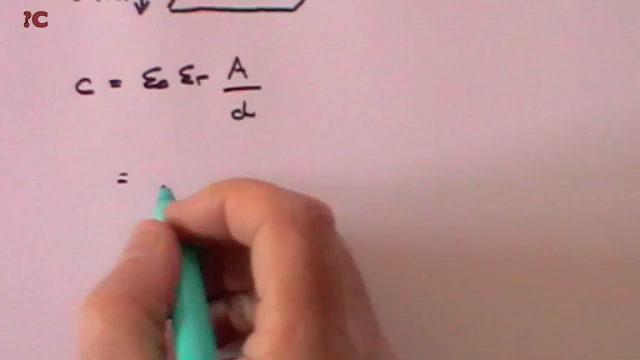 ?C
C = ε₀ εr A/d
=